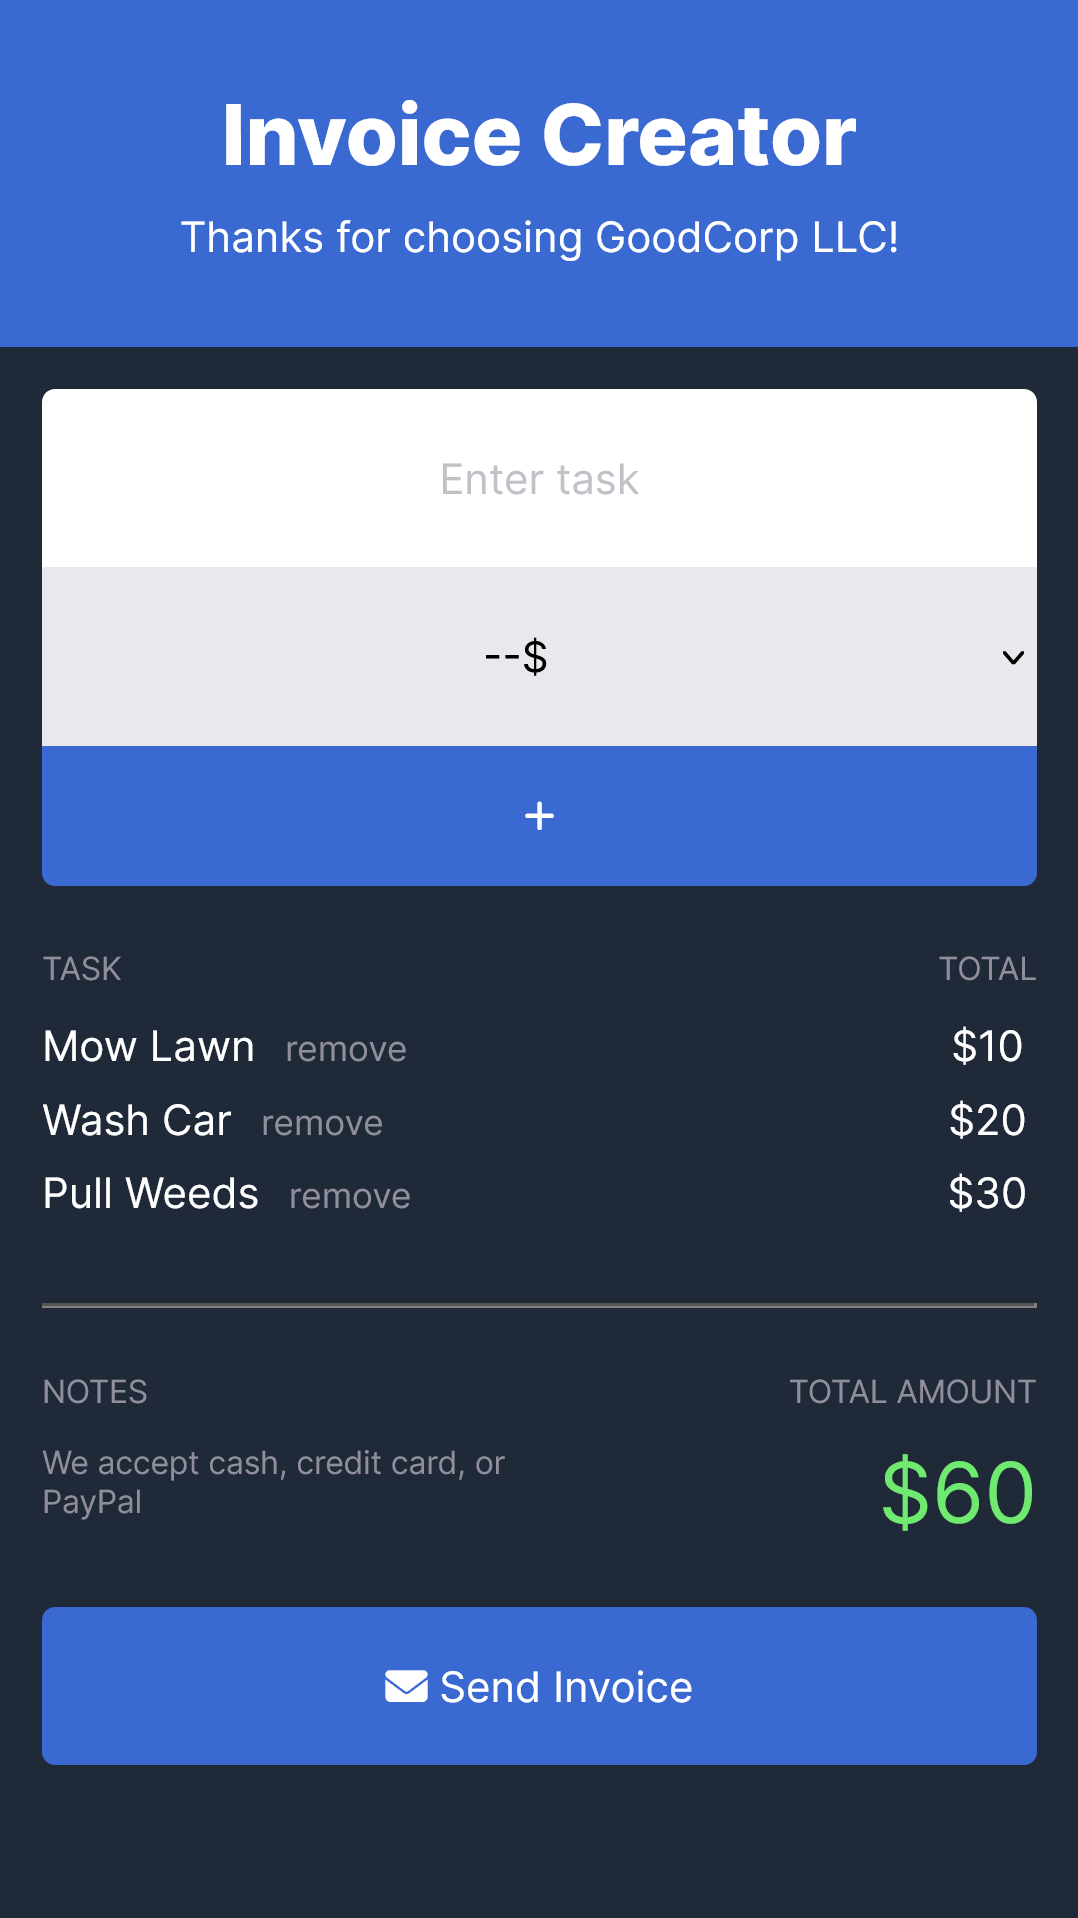 Invoice Creator
Thanks for choosing GoodCorp LLC!
Enter task
--$
+
TASK TOTAL
Mow Lawn remove $10
Wash Car remove $20
Pull Weeds remove $30
NOTES TOTAL AMOUNT
We accept cash, credit card, or
PayPal
$60
Send Invoice